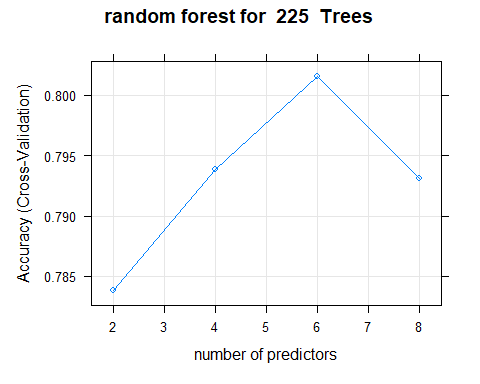 random forest for  225  Trees
Accuracy (Cross-Validation)
0.800
0.795
0.790
0.785
2 3 4 5 6 7 8
number of predictors